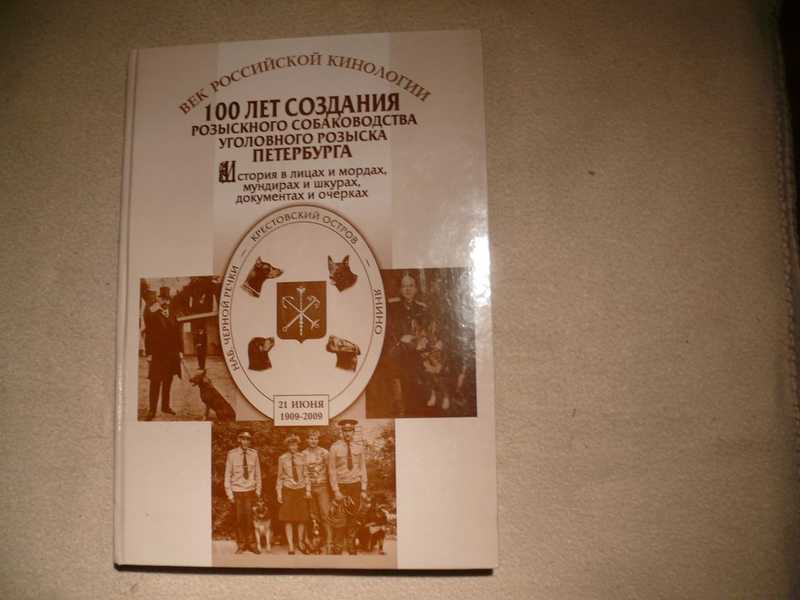 ВЕК РОССИЙСКОЙ КИНОЛОГИИ
100 ЛЕТ СОЗДАНИЯ
РОЗЫСКНОГО СОБАКОВОДСТВА
УГОЛОВНОГО РОЗЫСКА
ПЕТЕРБУРГА
История в лицах и мордах,
мундирах и шкурах,
документах и очерках
НАБ. ЧЕРНОЙ РЕЧКИ – КРЕСТОВСКИЙ ОСТРОВ – ЯНИНО
21 ИЮНЯ
1909-2009